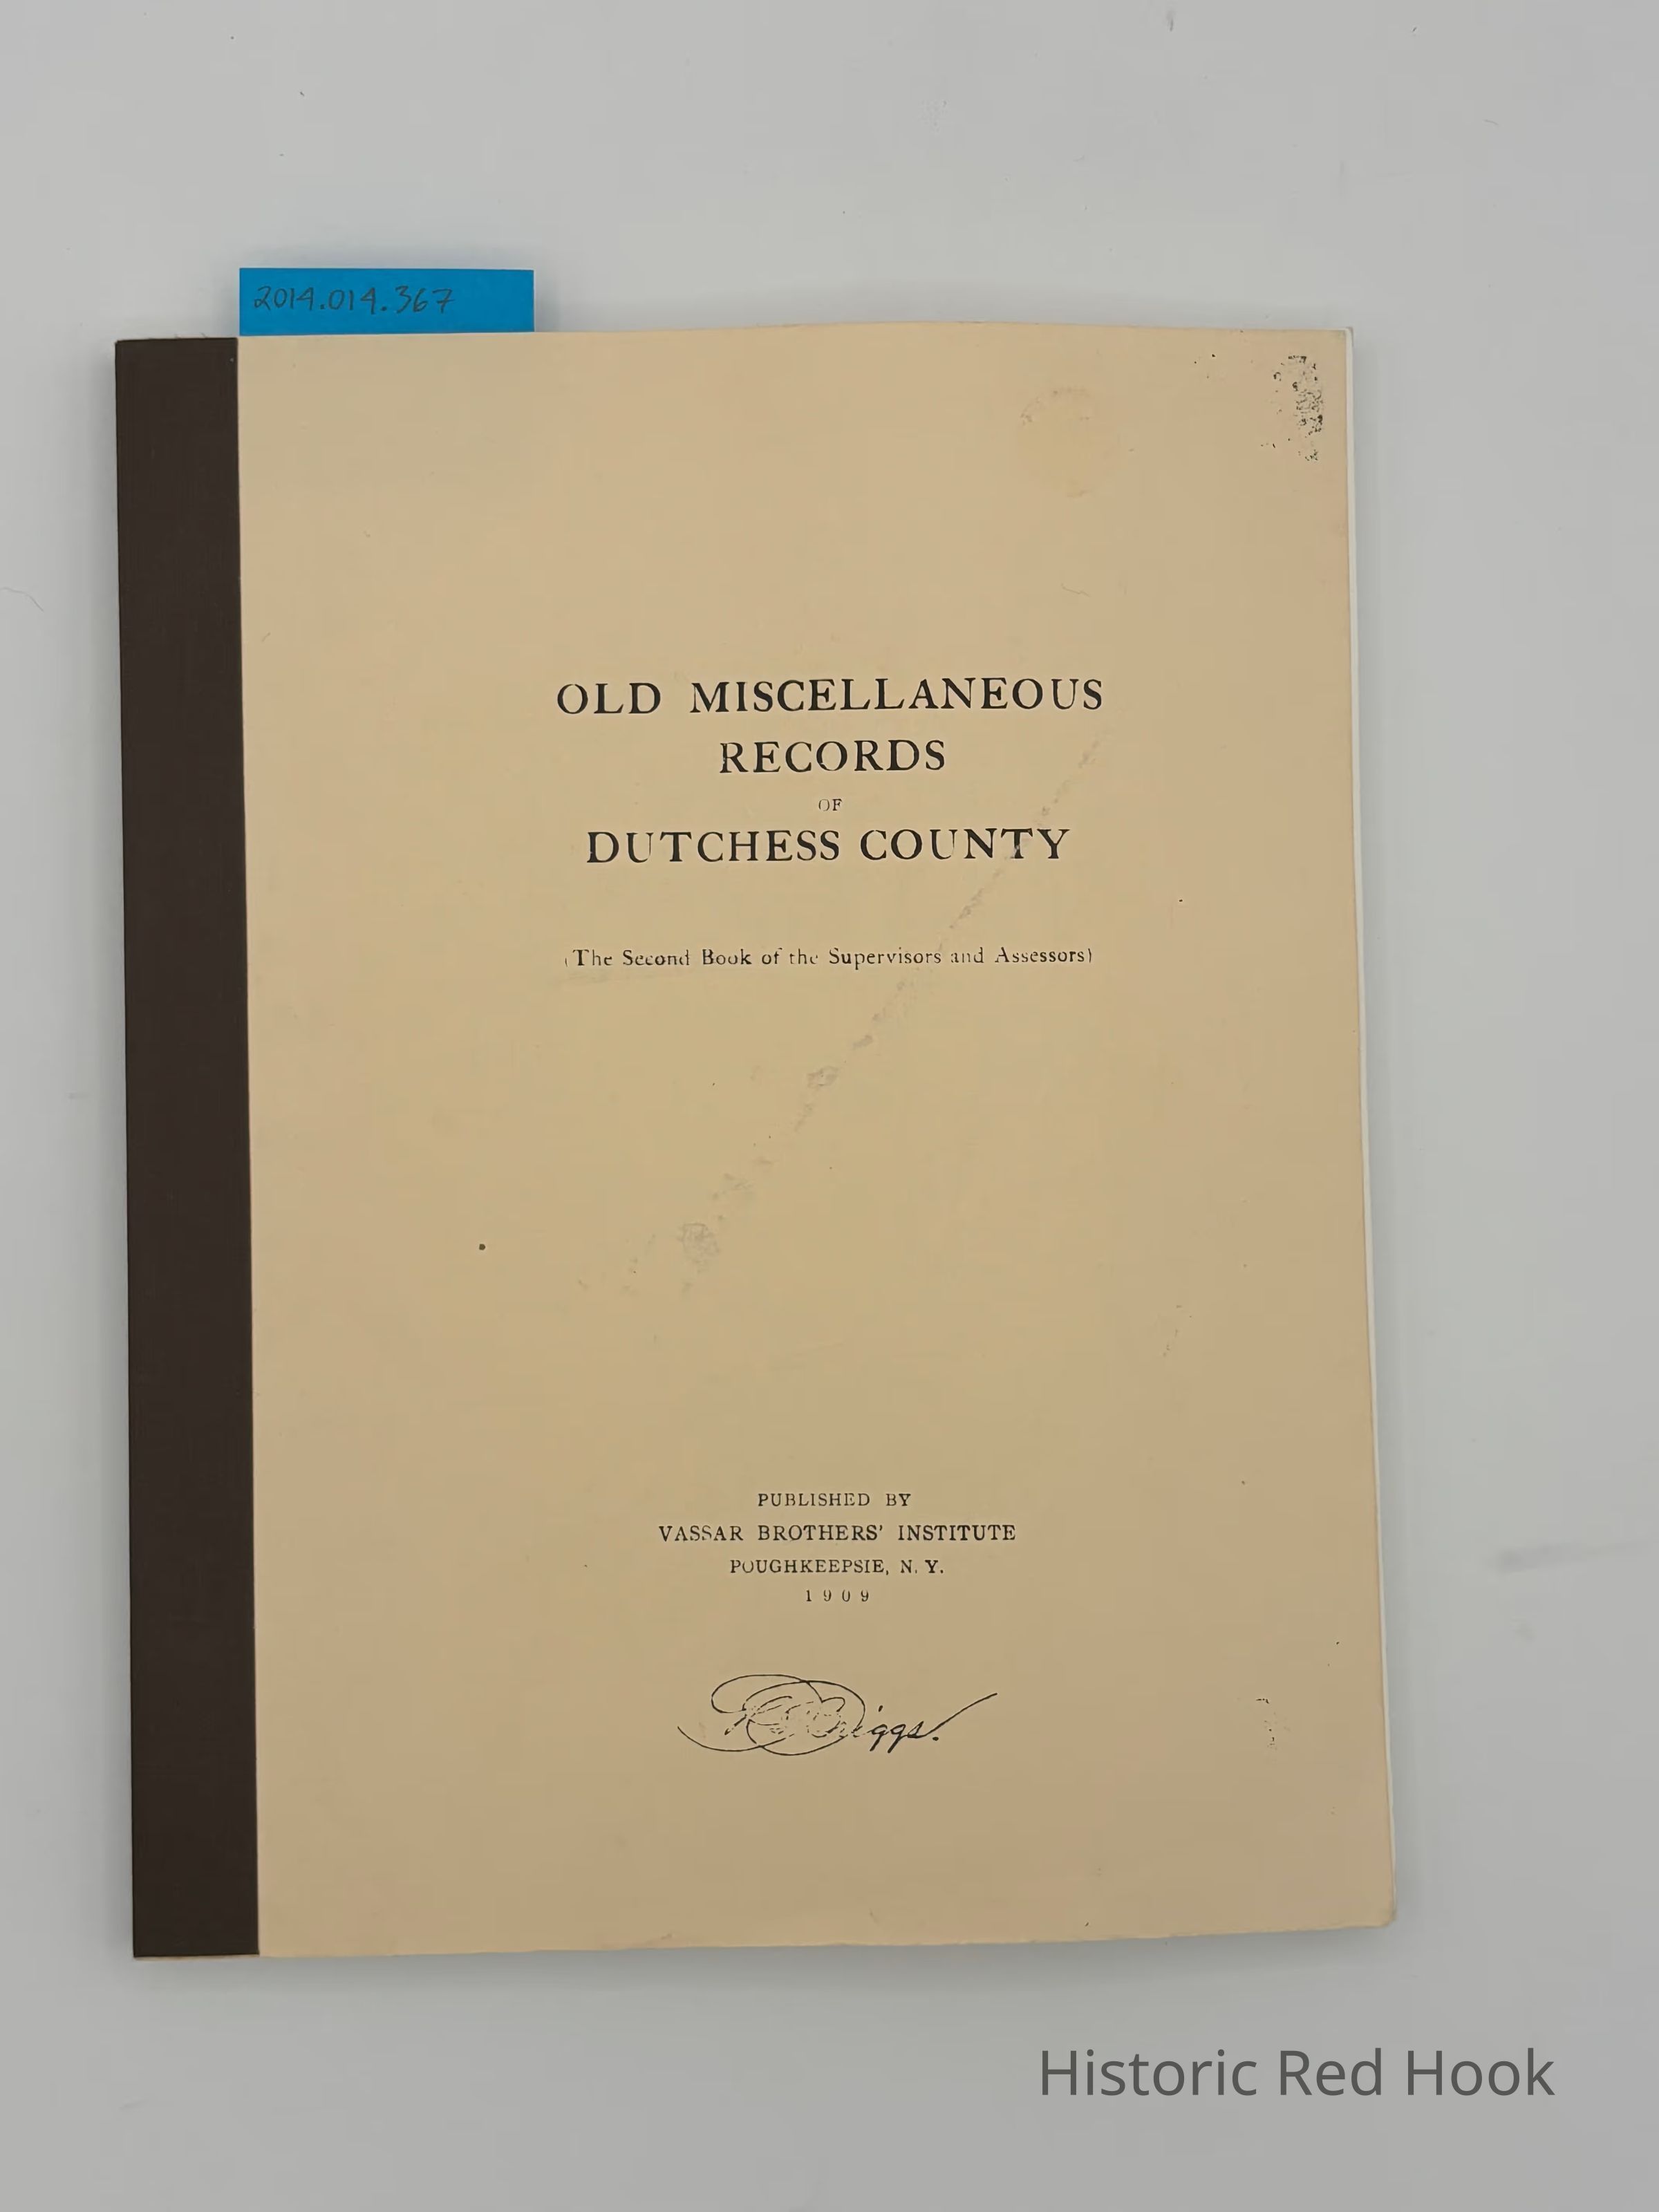 2014.014.367
OLD MISCELLANEOUS
RECORDS
OF
DUTCHESS COUNTY
(The Second Book of the Supervisors and Assessors)
PUBLISHED BY
VASSAR BROTHERS' INSTITUTE
POUGHKEEPSIE, N. Y.
1909
Historic Red Hook